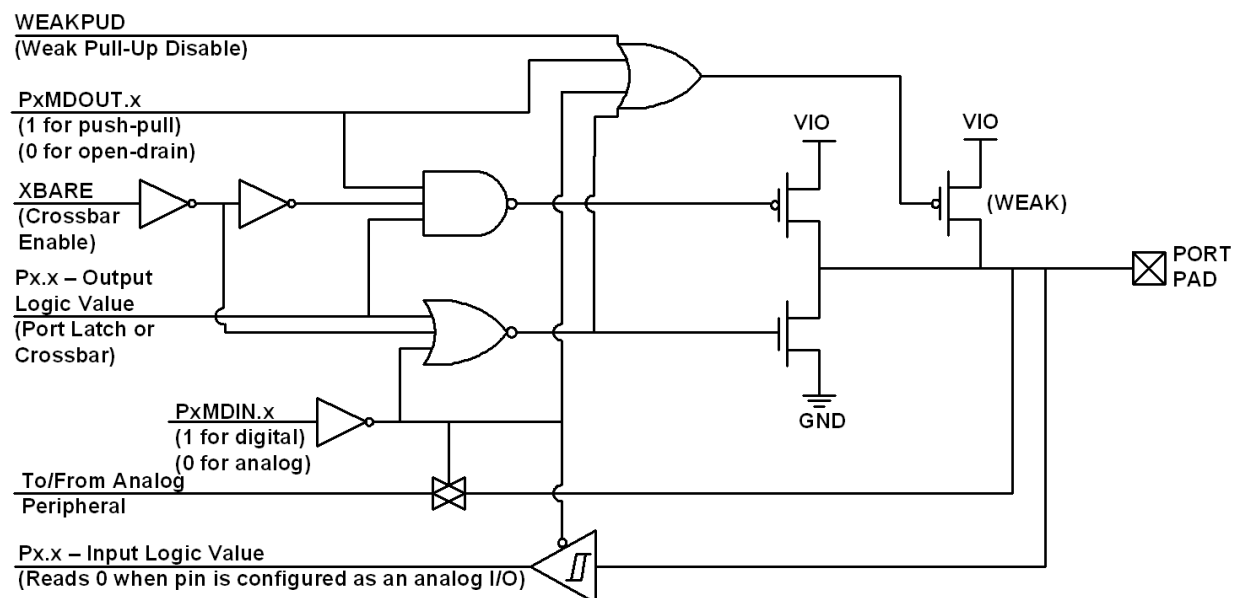 WEAKPUD
(Weak Pull-Up Disable)
PxMDOUT.x
(1 for push-pull)
(0 for open-drain)
XBARE
(Crossbar
Enable)
Px.x – Output
Logic Value
(Port Latch or
Crossbar)
PxMDIN.x
(1 for digital)
(0 for analog)
To/From Analog
Peripheral
Px.x – Input Logic Value
(Reads 0 when pin is configured as an analog I/O)
VIO
VIO
(WEAK)
GND
PORT
PAD